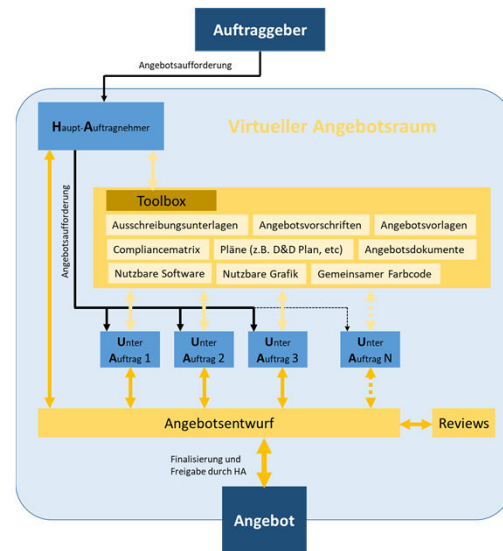 Auftraggeber
Angebotsaufforderung
Haupt-Auftragnehmer
Virtueller Angebotsraum
Angebotsaufforderung
Toolbox
Ausschreibungsunterlagen Angebotsvorschriften Angebotsvorlagen
Compliancematrix Pläne (z.B. D&D Plan, etc) Angebotsdokumente
Nutzbare Software Nutzbare Grafik Gemeinsamer Farbcode
Unter Unter Unter Unter
Auftrag 1 Auftrag 2 Auftrag 3 Auftrag N
Angebotsentwurf Reviews
Finalisierung und
Freigabe durch HA
Angebot